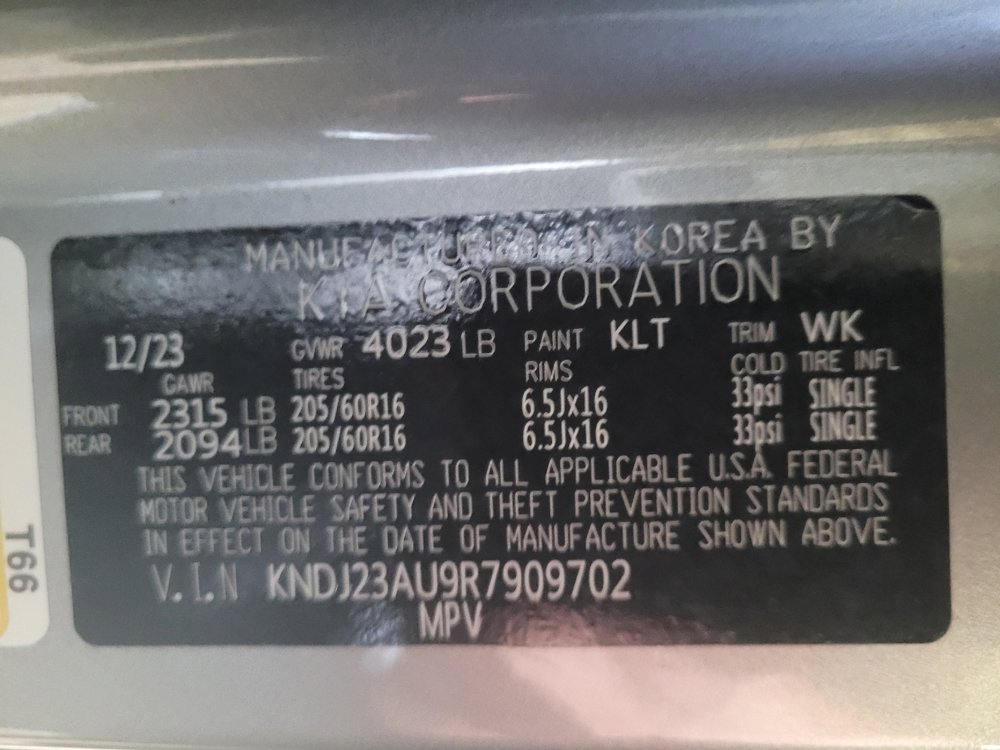 MANUFACTURED IN KOREA BY
KIA CORPORATION
12/23 GVWR 4023 LB PAINT KLT TRIM WK
GAWR TIRES RIMS COLD TIRE INFL
FRONT 2315 LB 205/60R16 6.5Jx16 33psi SINGLE
REAR 2094 LB 205/60R16 6.5Jx16 33psi SINGLE
THIS VEHICLE CONFORMS TO ALL APPLICABLE U.S.A. FEDERAL
MOTOR VEHICLE SAFETY AND THEFT PREVENTION STANDARDS
IN EFFECT ON THE DATE OF MANUFACTURE SHOWN ABOVE.
V.I.N KNDJ23AU9R7909702
MPV
T66